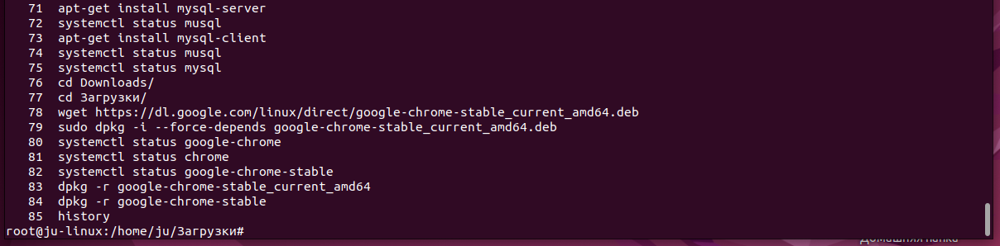 71 apt-get install mysql-server
72 systemctl status musql
73 apt-get install mysql-client
74 systemctl status musql
75 systemctl status mysql
76 cd Downloads/
77 cd Загрузки/
78 wget https://dl.google.com/linux/direct/google-chrome-stable_current_amd64.deb
79 sudo dpkg -i --force-depends google-chrome-stable_current_amd64.deb
80 systemctl status google-chrome
81 systemctl status chrome
82 systemctl status google-chrome-stable
83 dpkg -r google-chrome-stable_current_amd64
84 dpkg -r google-chrome-stable
85 history
root@ju-linux:/home/ju/Загрузки#
Домашняя папка